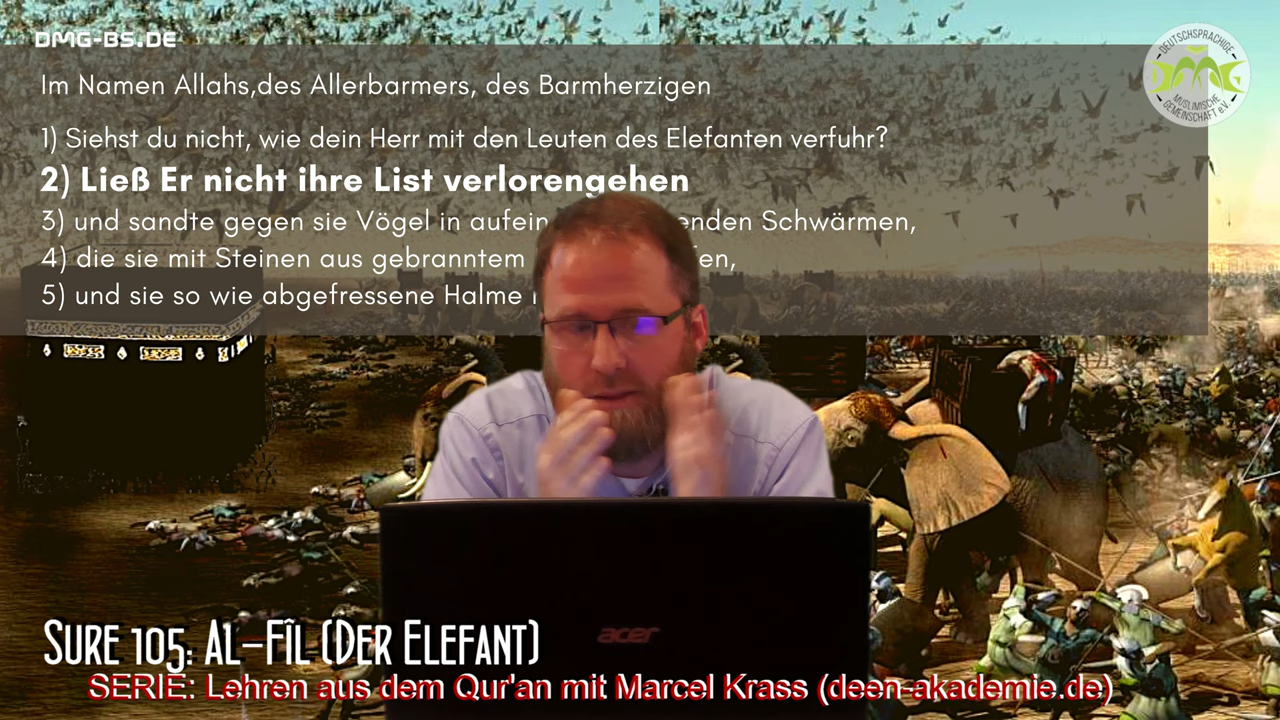 DMG-BS.DE
DEUTSCHSPRACHIGE
DMG
MUSLIMISCHE
GEMEINSCHAFT e.V.
Im Namen Allahs,des Allerbarmers, des Barmherzigen
1) Siehst du nicht, wie dein Herr mit den Leuten des Elefanten verfuhr?
2) Ließ Er nicht ihre List verlorengehen
3) und sandte gegen sie Vögel in Schwärmen,
4) die sie mit Steinen aus gebranntem
5) und sie so wie abgefressene Halme
acer
SURE 105: AL-FÎL (DER ELEFANT)
SERIE: Lehren aus dem Qur'an mit Marcel Krass (deen-akademie.de)